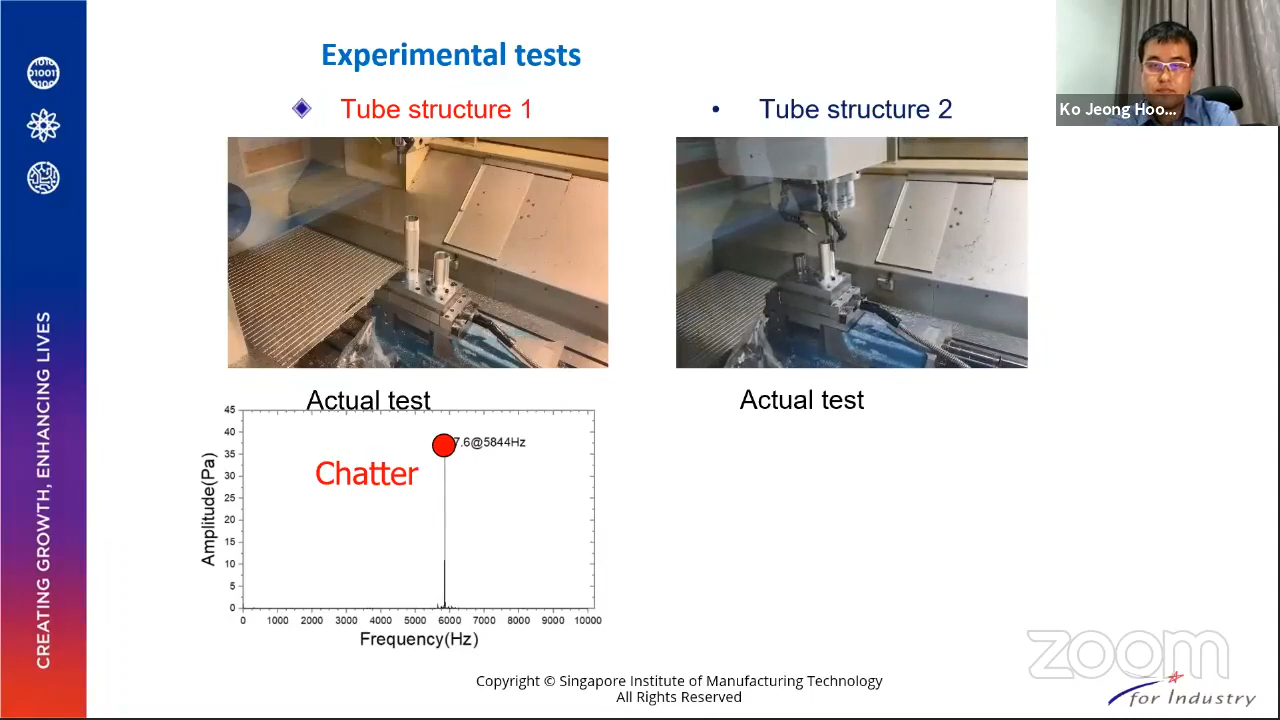 Experimental tests
Tube structure 1
• Tube structure 2
Ko Jeong Hoo...
Actual test
Actual test
45
40
35
30
25
20
15
10
5
0
7.6@5844Hz
Chatter
Amplitude(Pa)
0 1000 2000 3000 4000 5000 6000 7000 8000 9000 10000
Frequency(Hz)
CREATING GROWTH, ENHANCING LIVES
Copyright © Singapore Institute of Manufacturing Technology
All Rights Reserved
zoom
for Industry